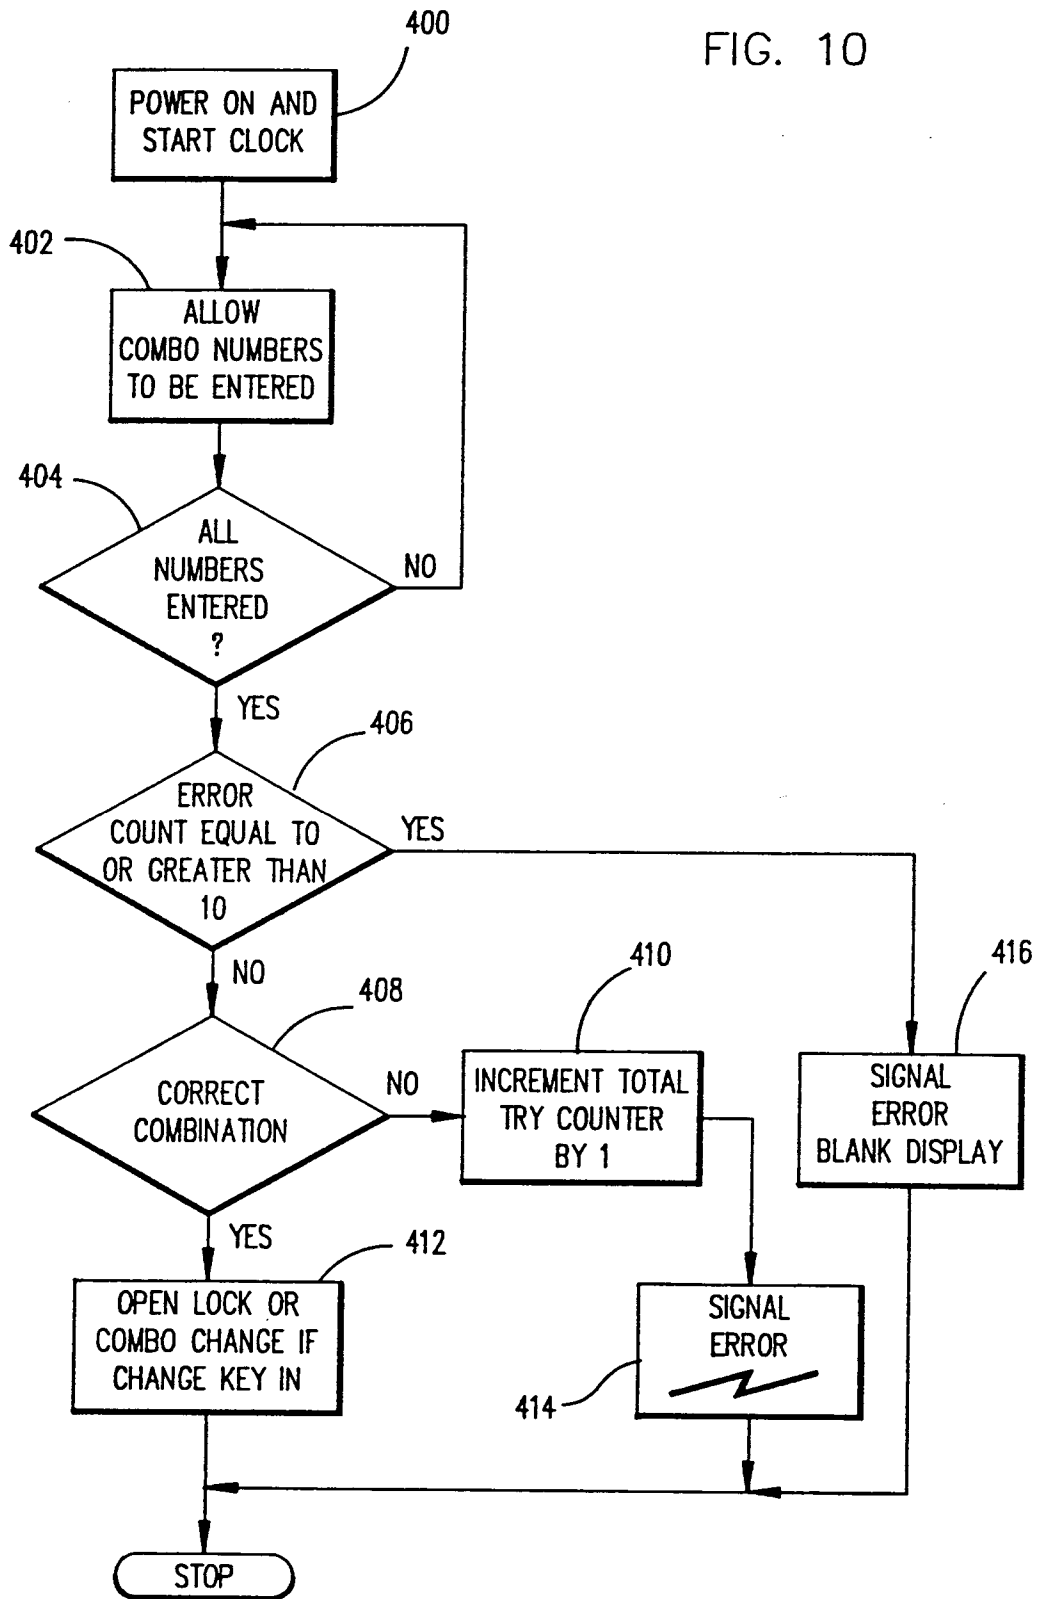 FIG. 10
400
POWER ON AND
START CLOCK
402
ALLOW
COMBO NUMBERS
TO BE ENTERED
404
ALL
NUMBERS
ENTERED
?
NO
YES
406
ERROR
COUNT EQUAL TO
OR GREATER THAN
10
YES
NO
408
CORRECT
COMBINATION
NO
410
INCREMENT TOTAL
TRY COUNTER
BY 1
416
SIGNAL
ERROR
BLANK DISPLAY
YES
412
OPEN LOCK OR
COMBO CHANGE IF
CHANGE KEY IN
SIGNAL
ERROR
414
STOP